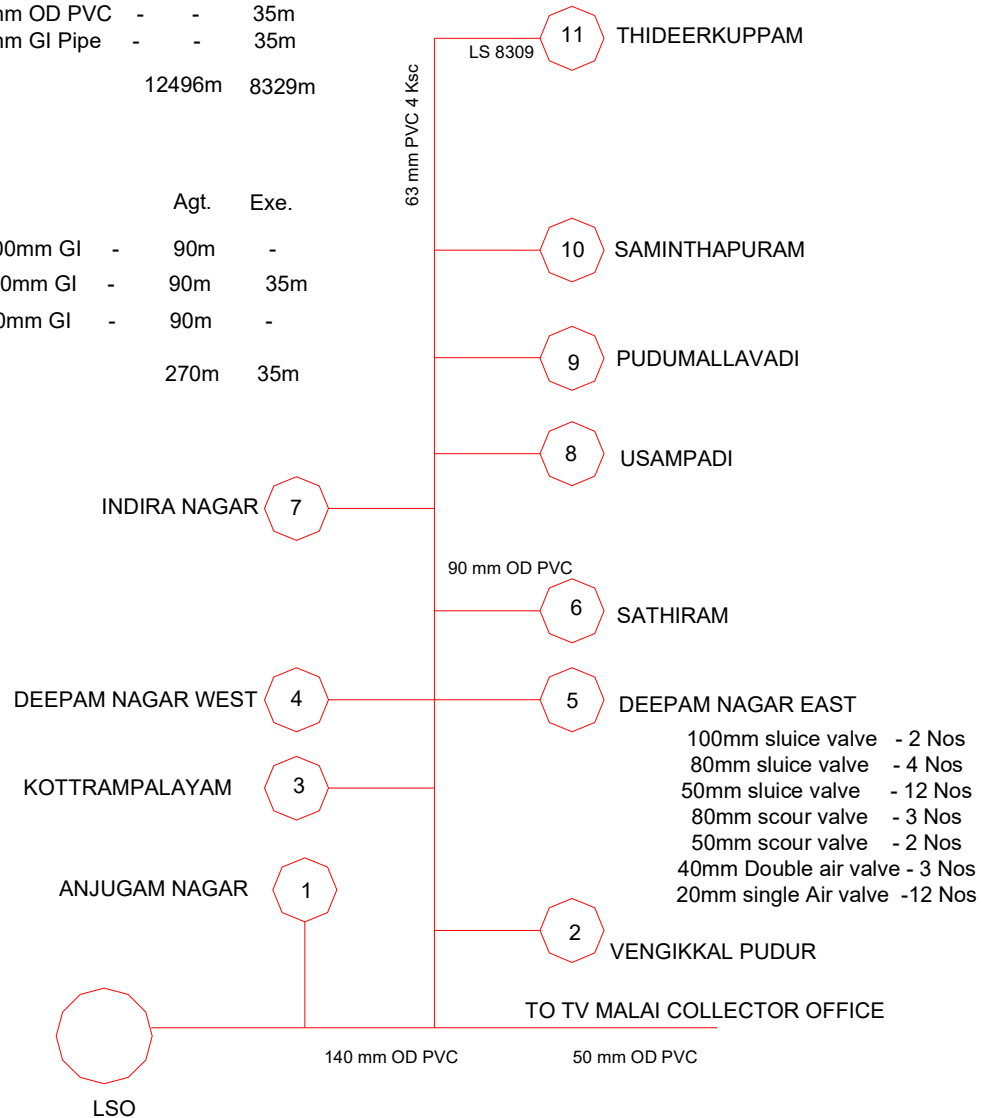 mm OD PVC - - 35m
mm GI Pipe - - 35m
12496m 8329m
Agt. Exe.
00mm GI - 90m -
0mm GI - 90m 35m
0mm GI - 90m -
270m 35m
63 mm PVC 4 Ksc
LS 8309
11 THIDEERKUPPAM
10 SAMINTHAPURAM
9 PUDUMALLAVADI
8 USAMPADI
INDIRA NAGAR 7
90 mm OD PVC
6 SATHIRAM
DEEPAM NAGAR WEST 4
5 DEEPAM NAGAR EAST
100mm sluice valve - 2 Nos
80mm sluice valve - 4 Nos
50mm sluice valve - 12 Nos
80mm scour valve - 3 Nos
50mm scour valve - 2 Nos
40mm Double air valve - 3 Nos
20mm single Air valve -12 Nos
KOTTRAMPALAYAM 3
ANJUGAM NAGAR 1
2 VENGIKKAL PUDUR
TO TV MALAI COLLECTOR OFFICE
140 mm OD PVC 50 mm OD PVC
LSO